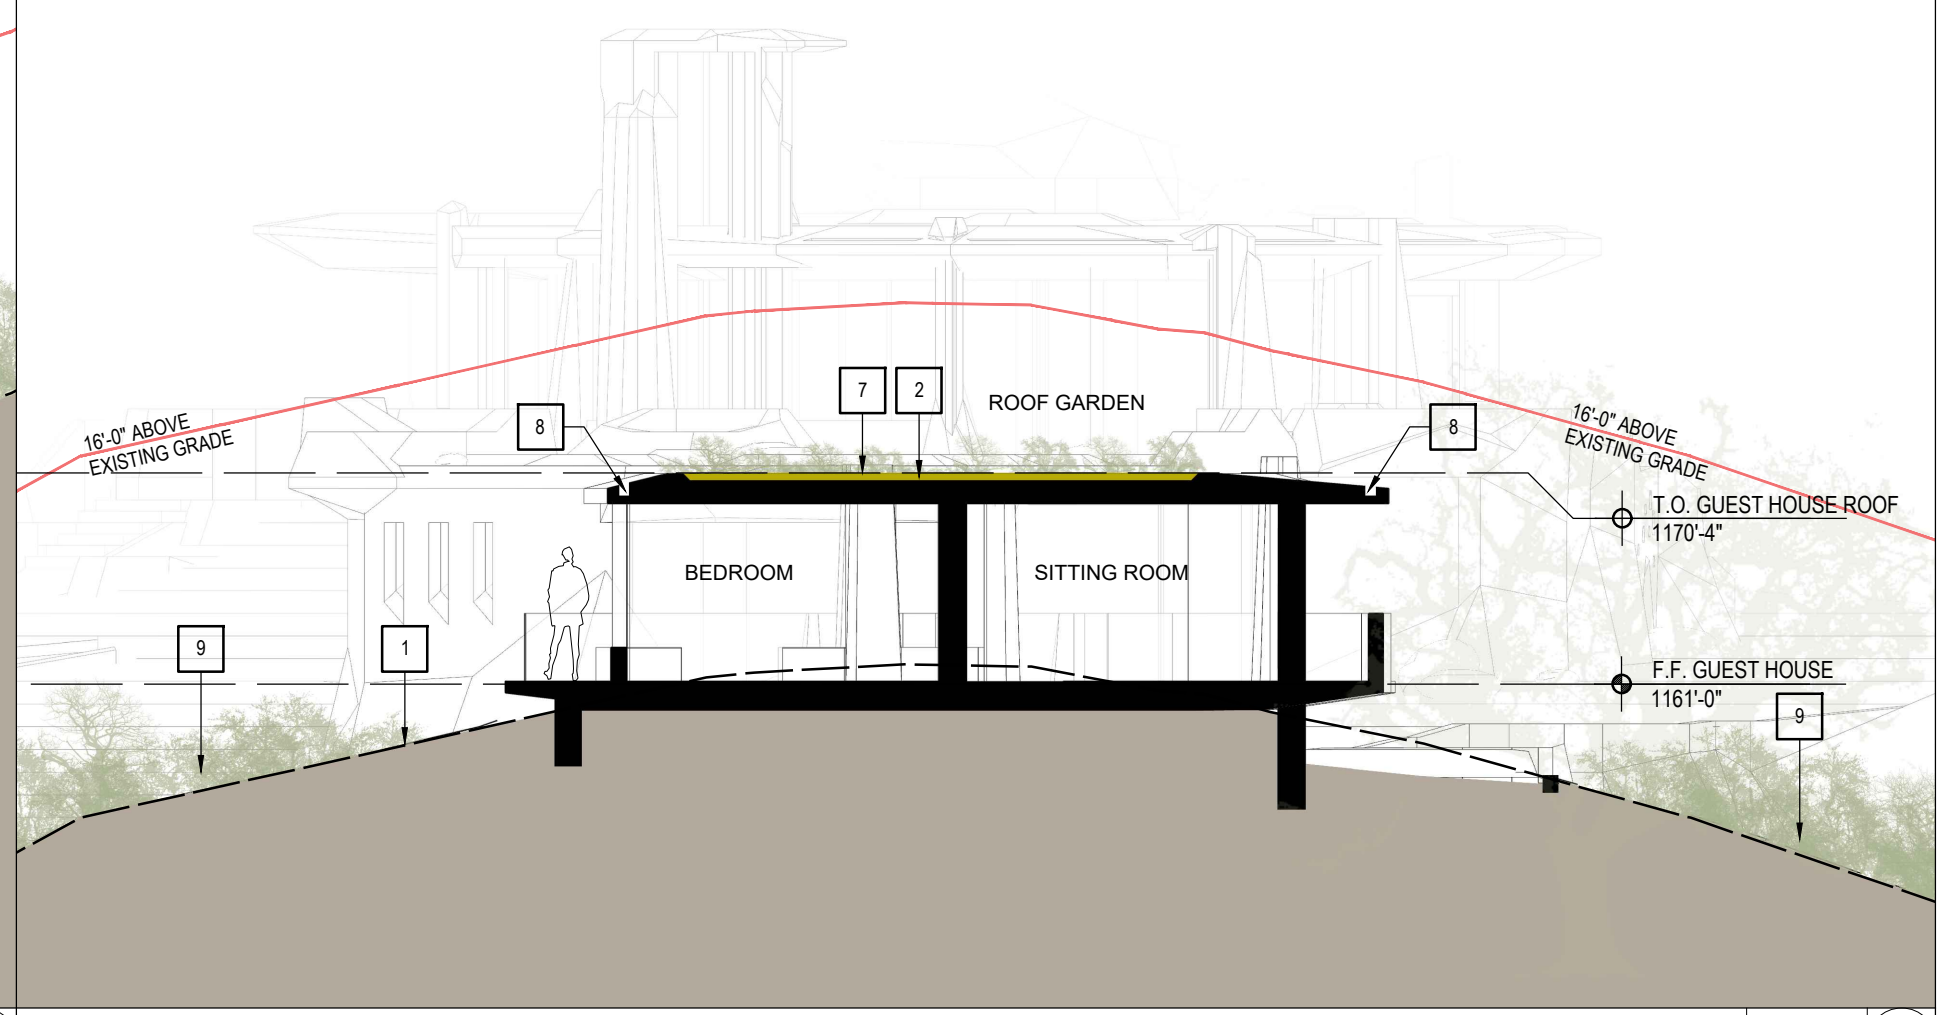 7
2
ROOF GARDEN
8
8
16'-0" ABOVE
EXISTING GRADE
16'-0" ABOVE
EXISTING GRADE
T.O. GUEST HOUSE ROOF
1170'-4"
BEDROOM
SITTING ROOM
9
1
F.F. GUEST HOUSE
1161'-0"
9